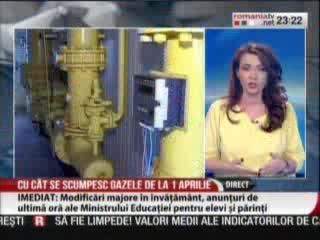 romaniatv
.net
23:22
CU CÂT SE SCUMPESC GAZELE DE LA 1 APRILIE
DIRECT
IMEDIAT: Modificări majore în învățământ, anunțuri de
ultimă oră ale Ministrului Educației pentru elevi și părinți
R SĂ FIE LIMPEDE! VALORI MEDII ALE INDICATORILOR DE C